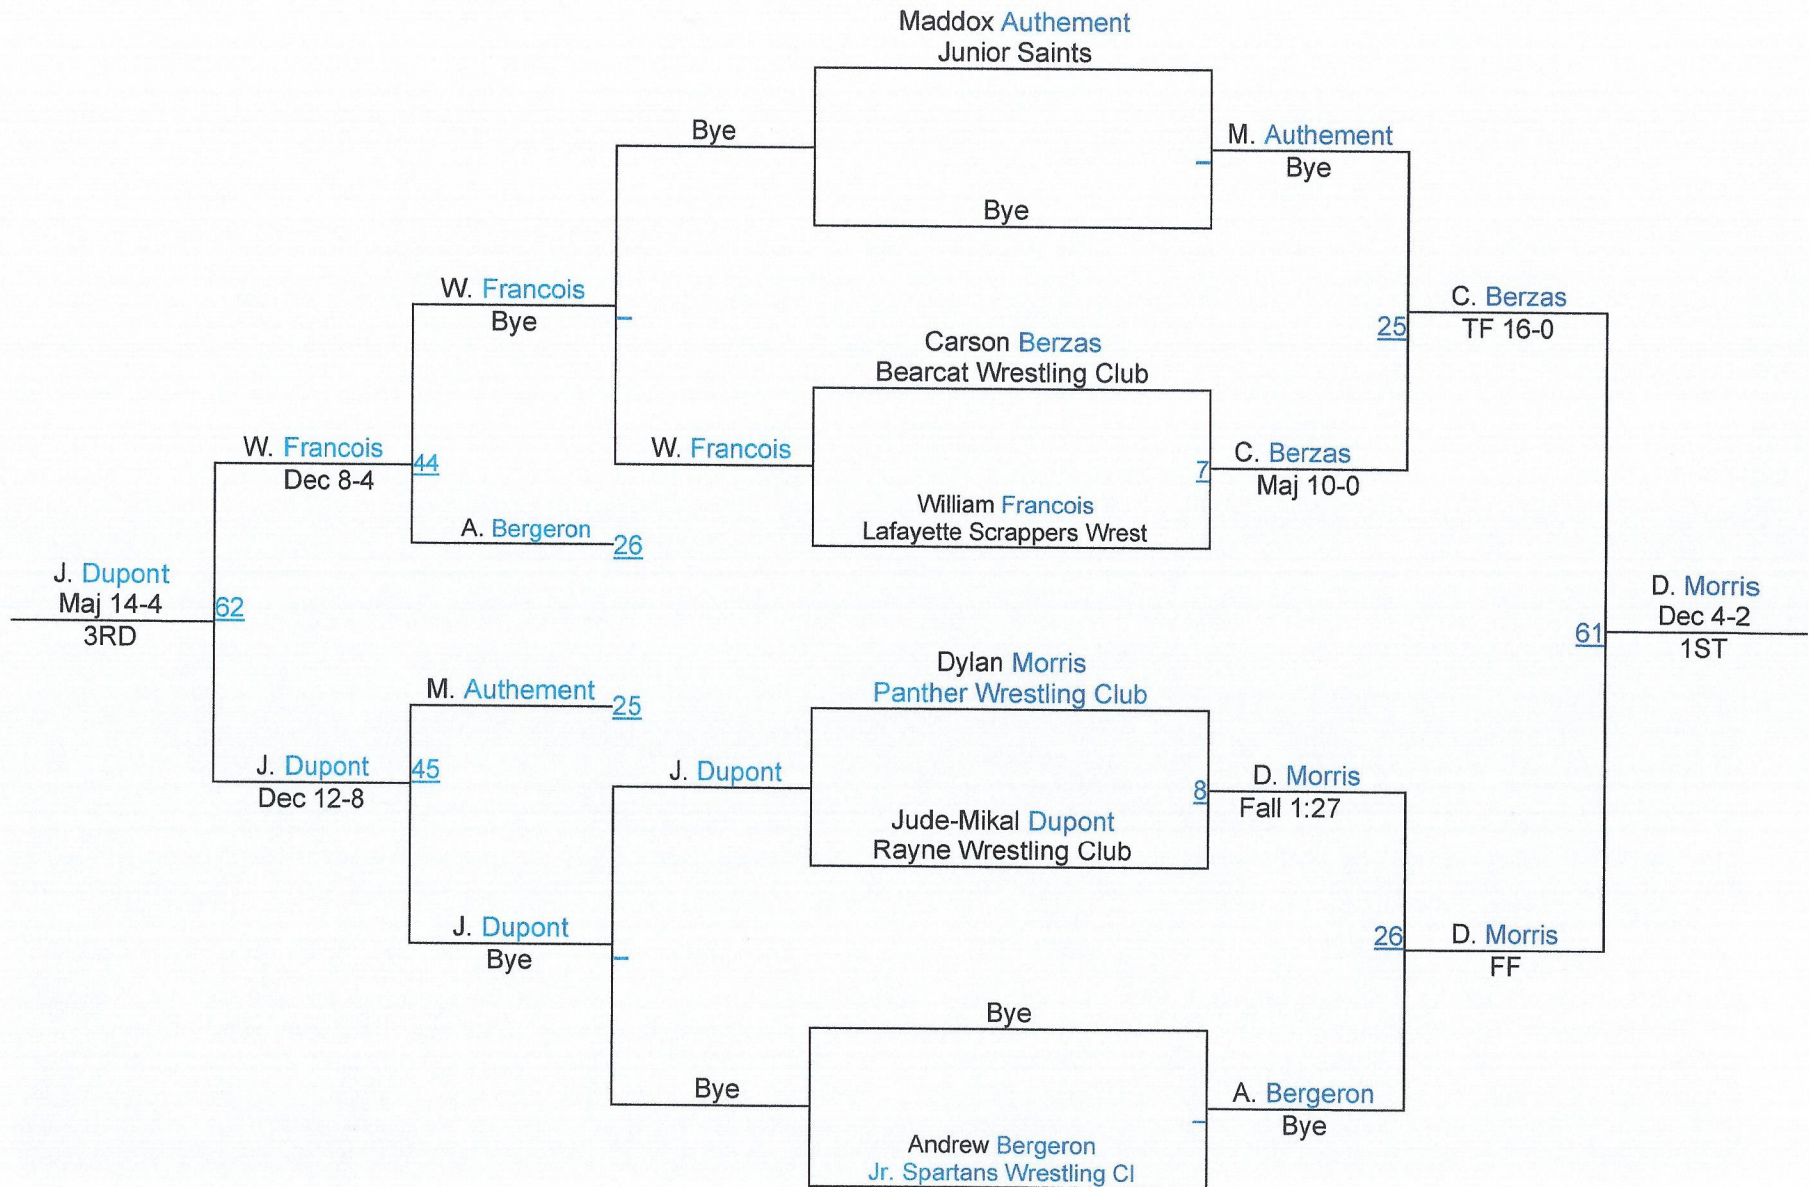 Maddox Authement
Junior Saints
Bye
M. Authement
Bye
Bye
W. Francois
Bye
C. Berzas
TF 16-0
25
Carson Berzas
Bearcat Wrestling Club
W. Francois
Dec 8-4
44
W. Francois
7
C. Berzas
Maj 10-0
William Francois
Lafayette Scrappers Wrest
A. Bergeron
26
J. Dupont
Maj 14-4
3RD
62
D. Morris
Dec 4-2
1ST
61
Dylan Morris
Panther Wrestling Club
M. Authement
25
J. Dupont
Dec 12-8
45
J. Dupont
8
D. Morris
Fall 1:27
Jude-Mikal Dupont
Rayne Wrestling Club
J. Dupont
Bye
26
D. Morris
FF
Bye
Bye
A. Bergeron
Bye
Andrew Bergeron
Jr. Spartans Wrestling Cl